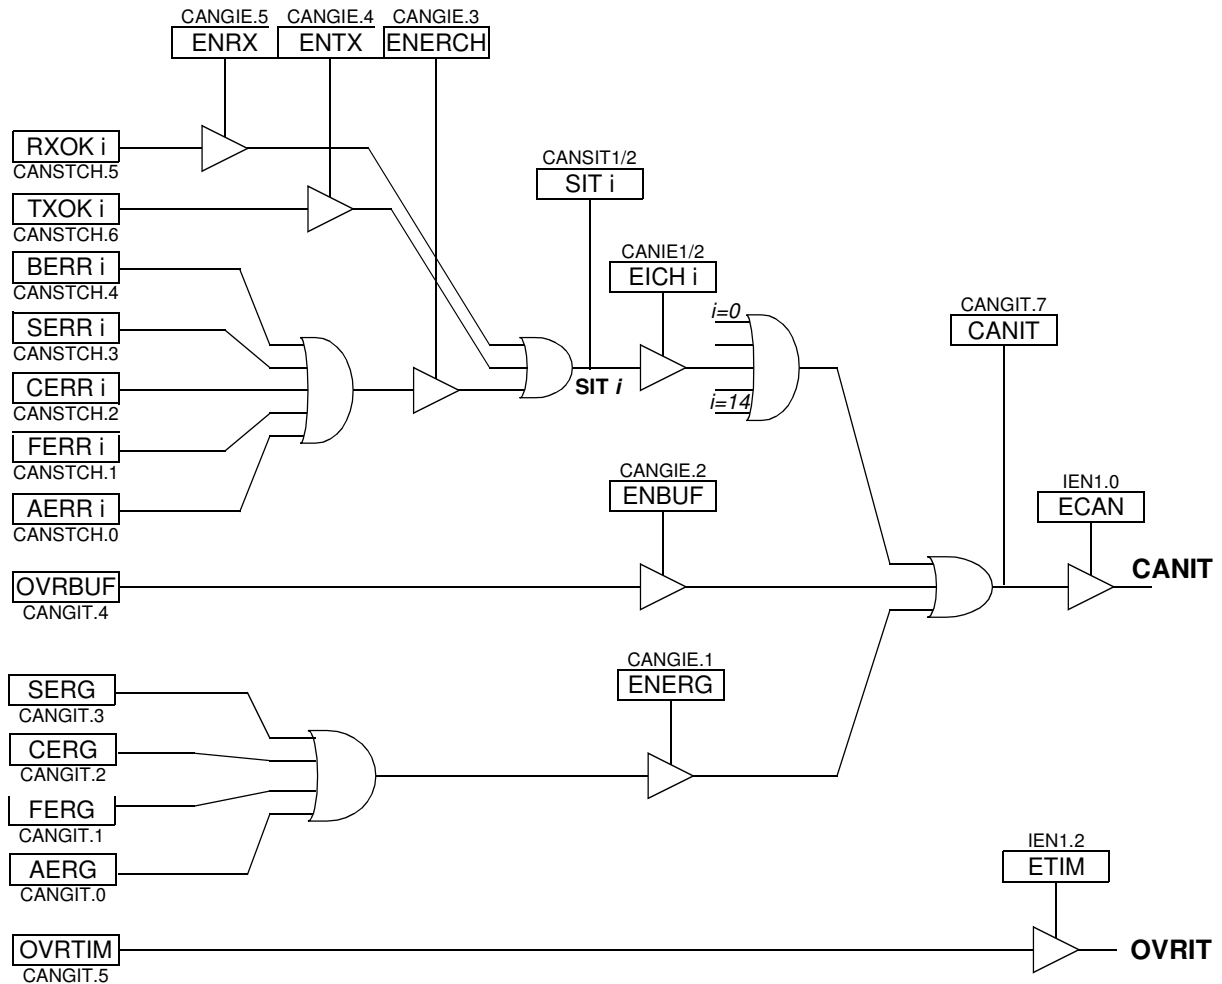 CANGIE.5 CANGIE.4 CANGIE.3
ENRX ENTX ENERCH
RXOK i
CANSTCH.5
TXOK i
CANSTCH.6
BERR i
CANSTCH.4
SERR i
CANSTCH.3
CERR i
CANSTCH.2
FERR i
CANSTCH.1
AERR i
CANSTCH.0
CANSIT1/2
SIT i
SIT i
CANIE1/2
EICH i
i=0
i=14
CANGIT.7
CANIT
CANGIE.2
ENBUF
IEN1.0
ECAN
CANIT
OVRBUF
CANGIT.4
CANGIE.1
ENERG
SERG
CANGIT.3
CERG
CANGIT.2
FERG
CANGIT.1
AERG
CANGIT.0
IEN1.2
ETIM
OVRTIM
CANGIT.5
OVRIT